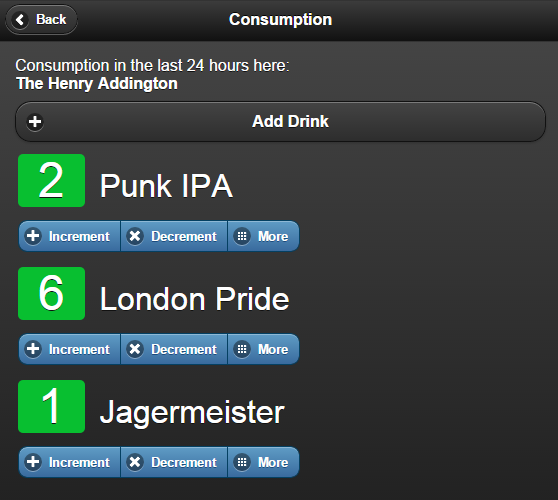 Back
Consumption
Consumption in the last 24 hours here:
The Henry Addington
Add Drink
2 Punk IPA
Increment Decrement More
6 London Pride
Increment Decrement More
1 Jagermeister
Increment Decrement More